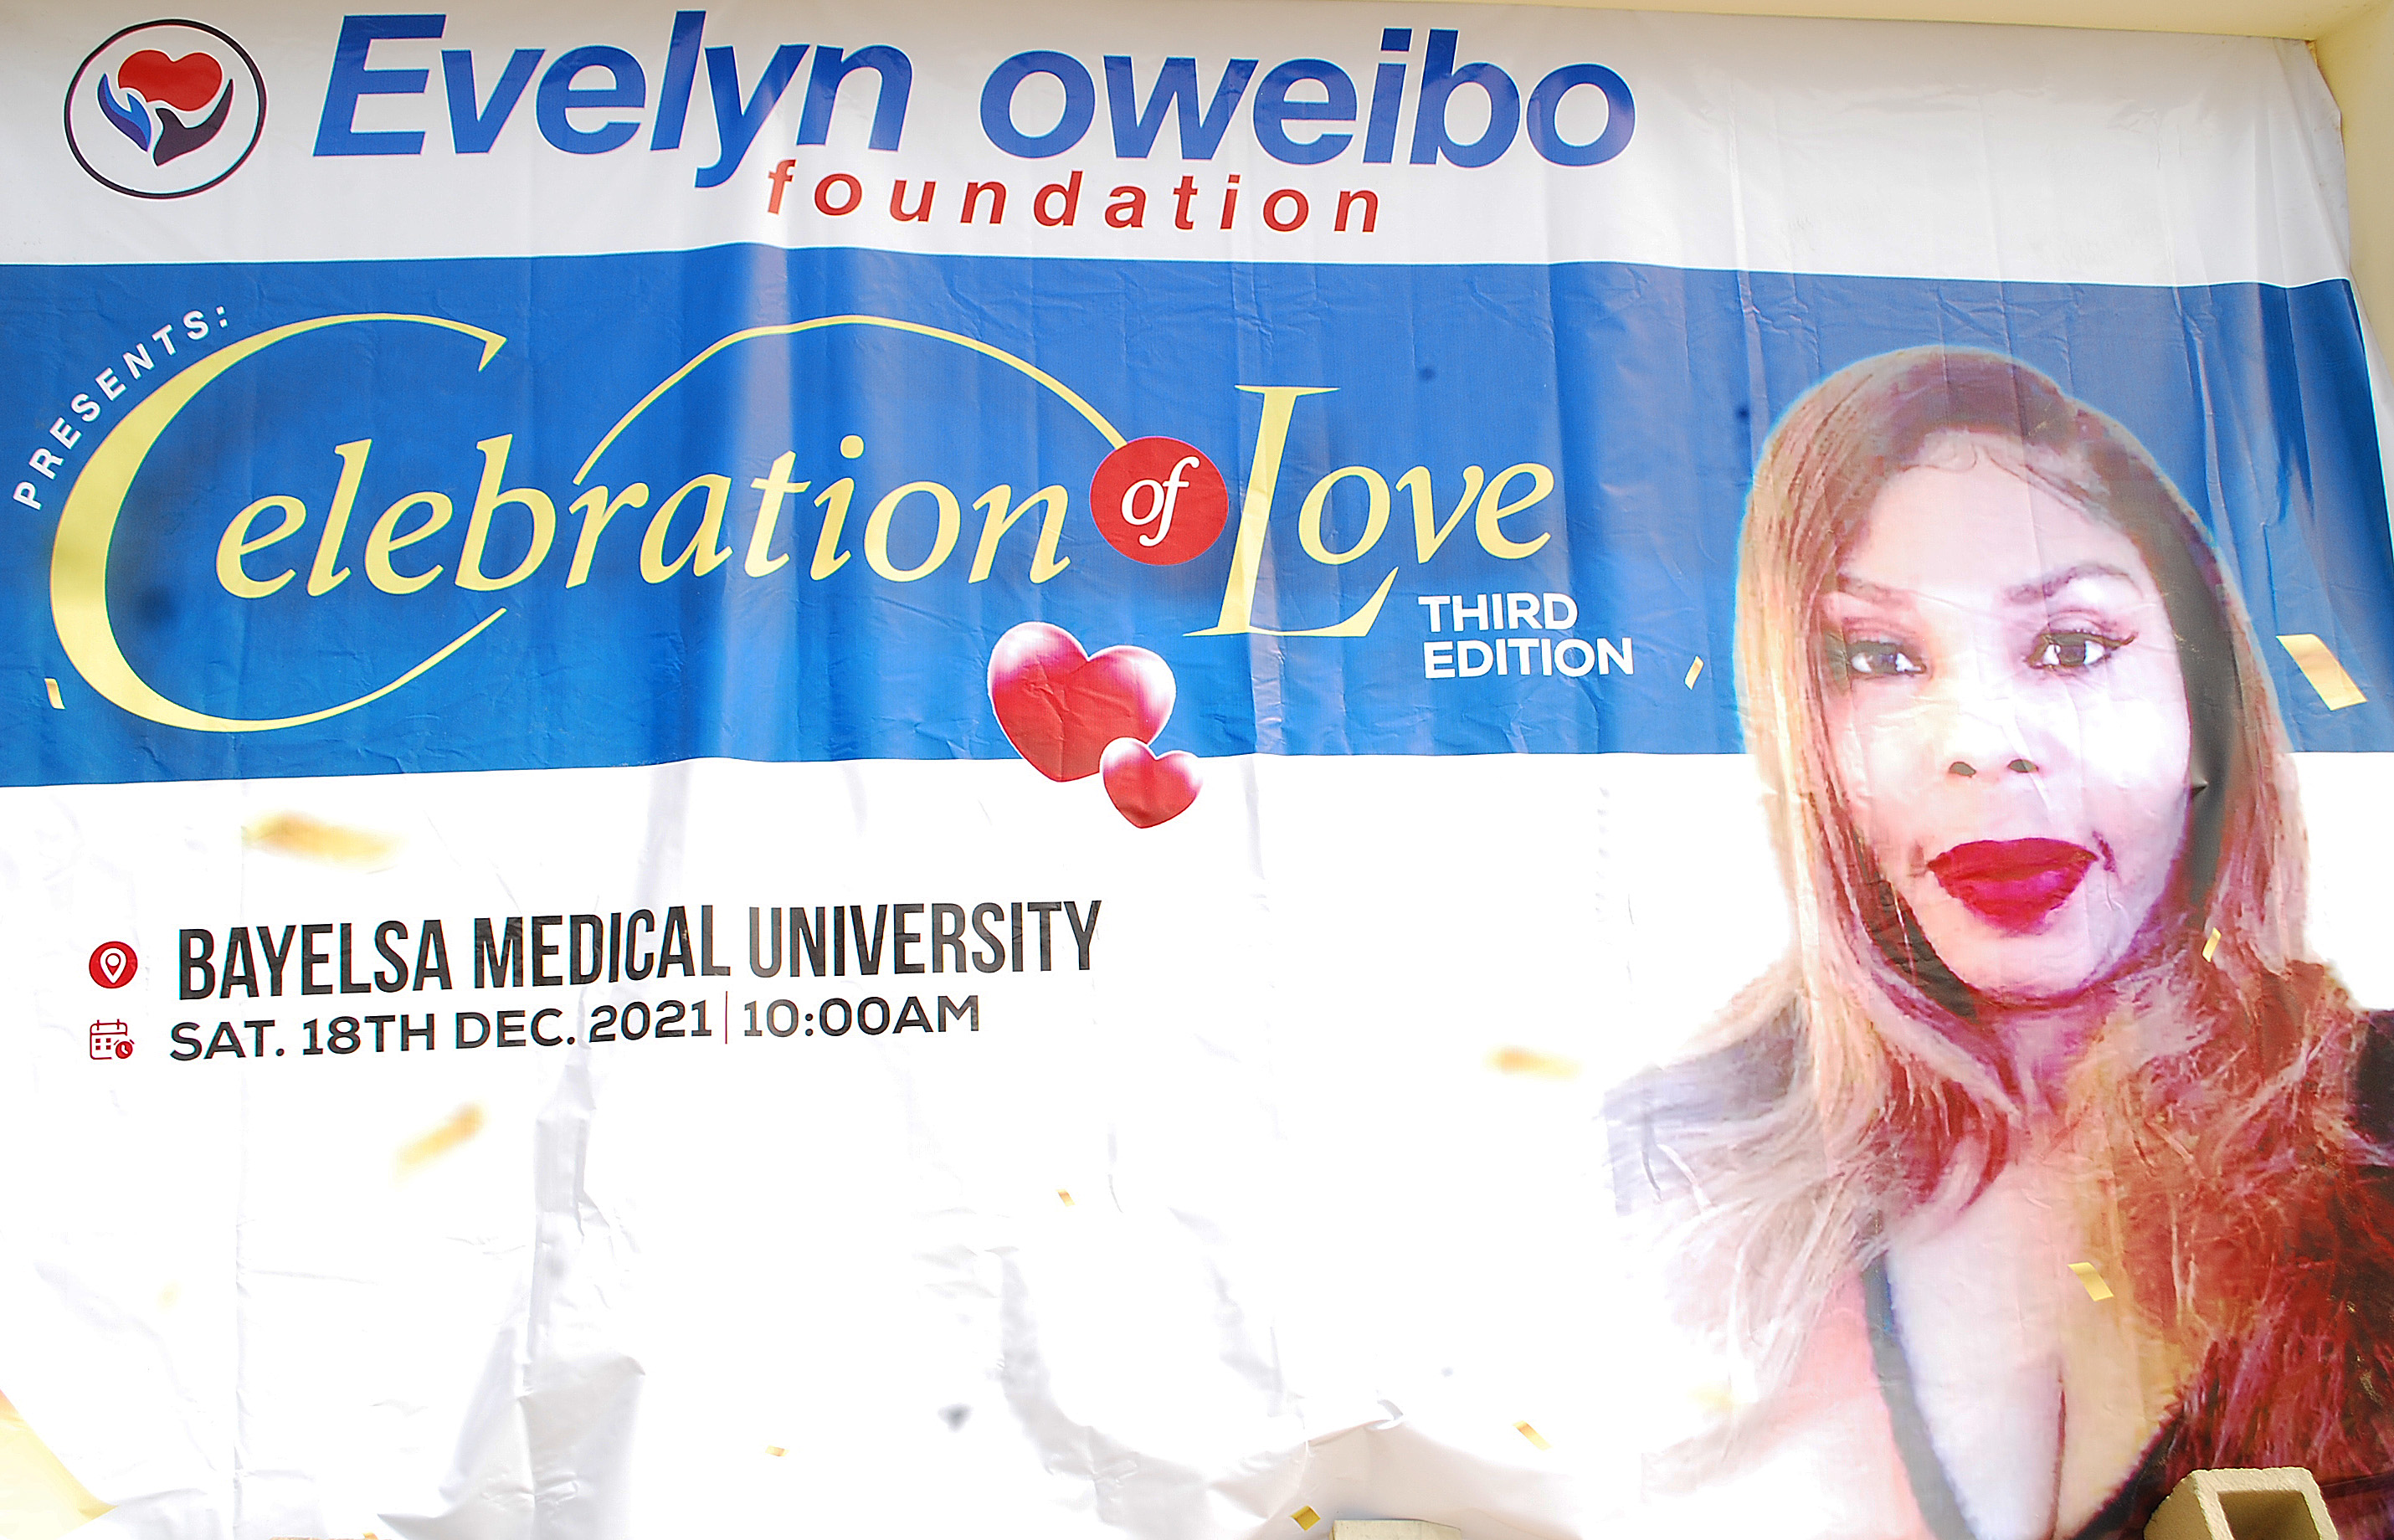 Evelyn oweibo
foundation
PRESENTS:
Celebration of Love
THIRD
EDITION
BAYELSA MEDICAL UNIVERSITY
SAT. 18TH DEC. 2021 | 10:00AM